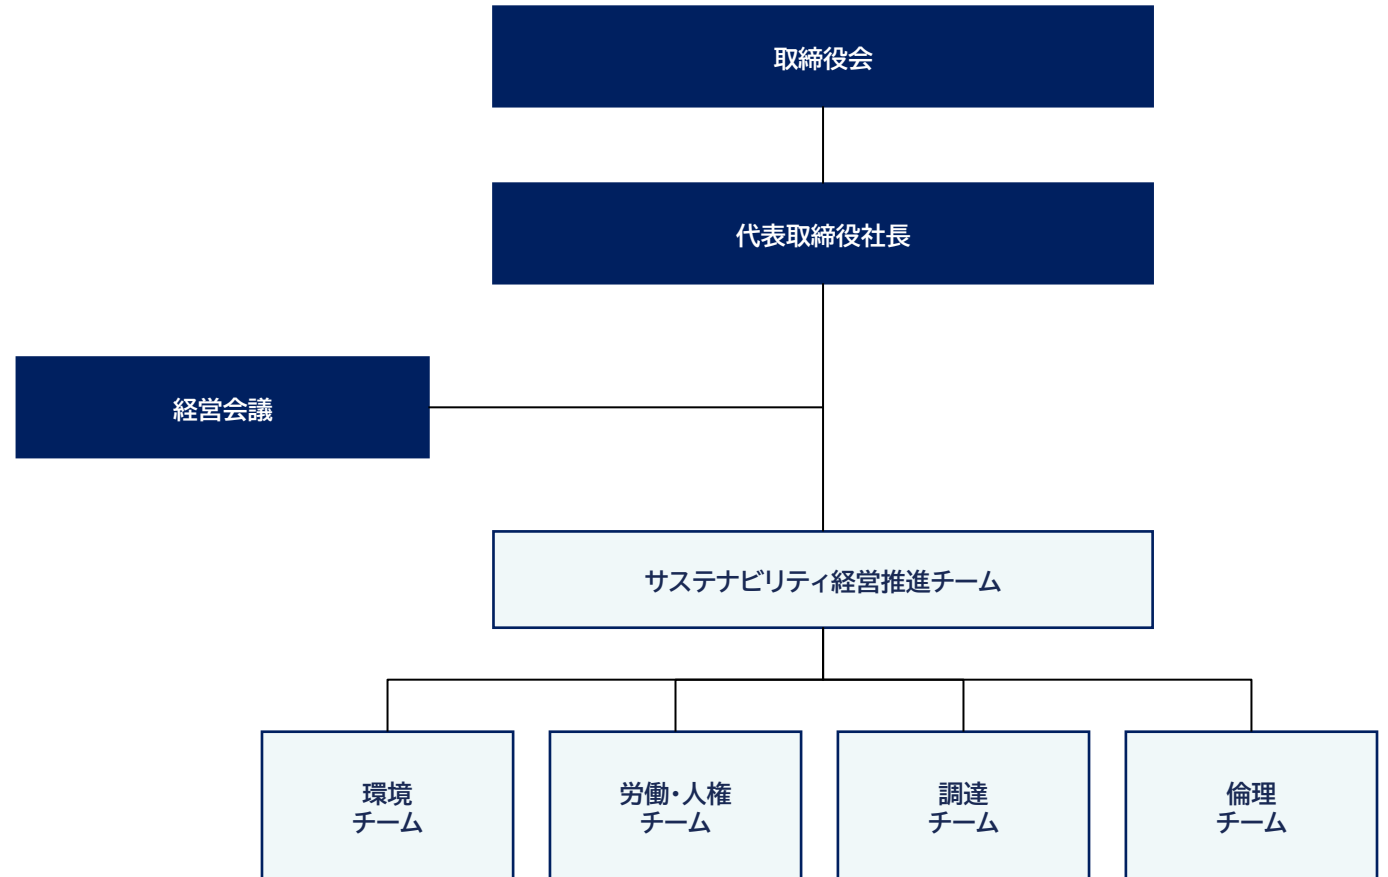 取締役会
代表取締役社長
経営会議
サステナビリティ経営推進チーム
環境
チーム
労働・人権
チーム
調達
チーム
倫理
チーム